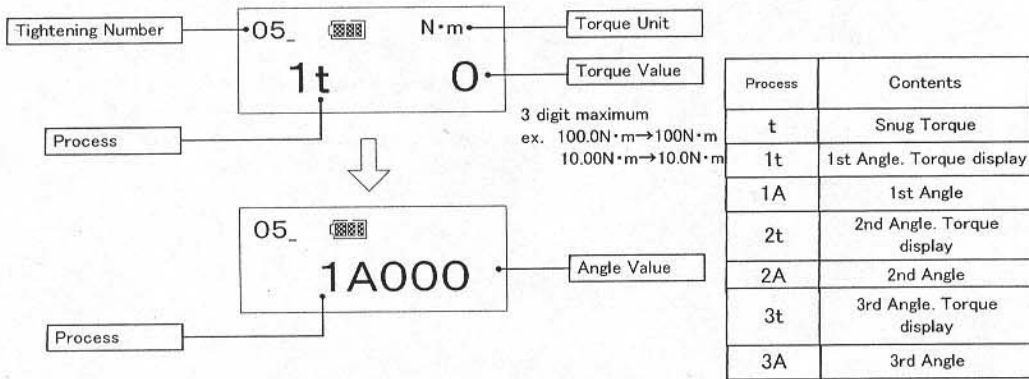 Tightening Number
05_
N・m
Torque Unit
1t
0
Torque Value
Process
3 digit maximum
ex. 100.0N・m→100N・m
10.00N・m→10.0N・m
05_
1A000
Angle Value
Process
Process Contents
t Snug Torque
1t 1st Angle. Torque display
1A 1st Angle
2t 2nd Angle. Torque
display
2A 2nd Angle
3t 3rd Angle. Torque
display
3A 3rd Angle